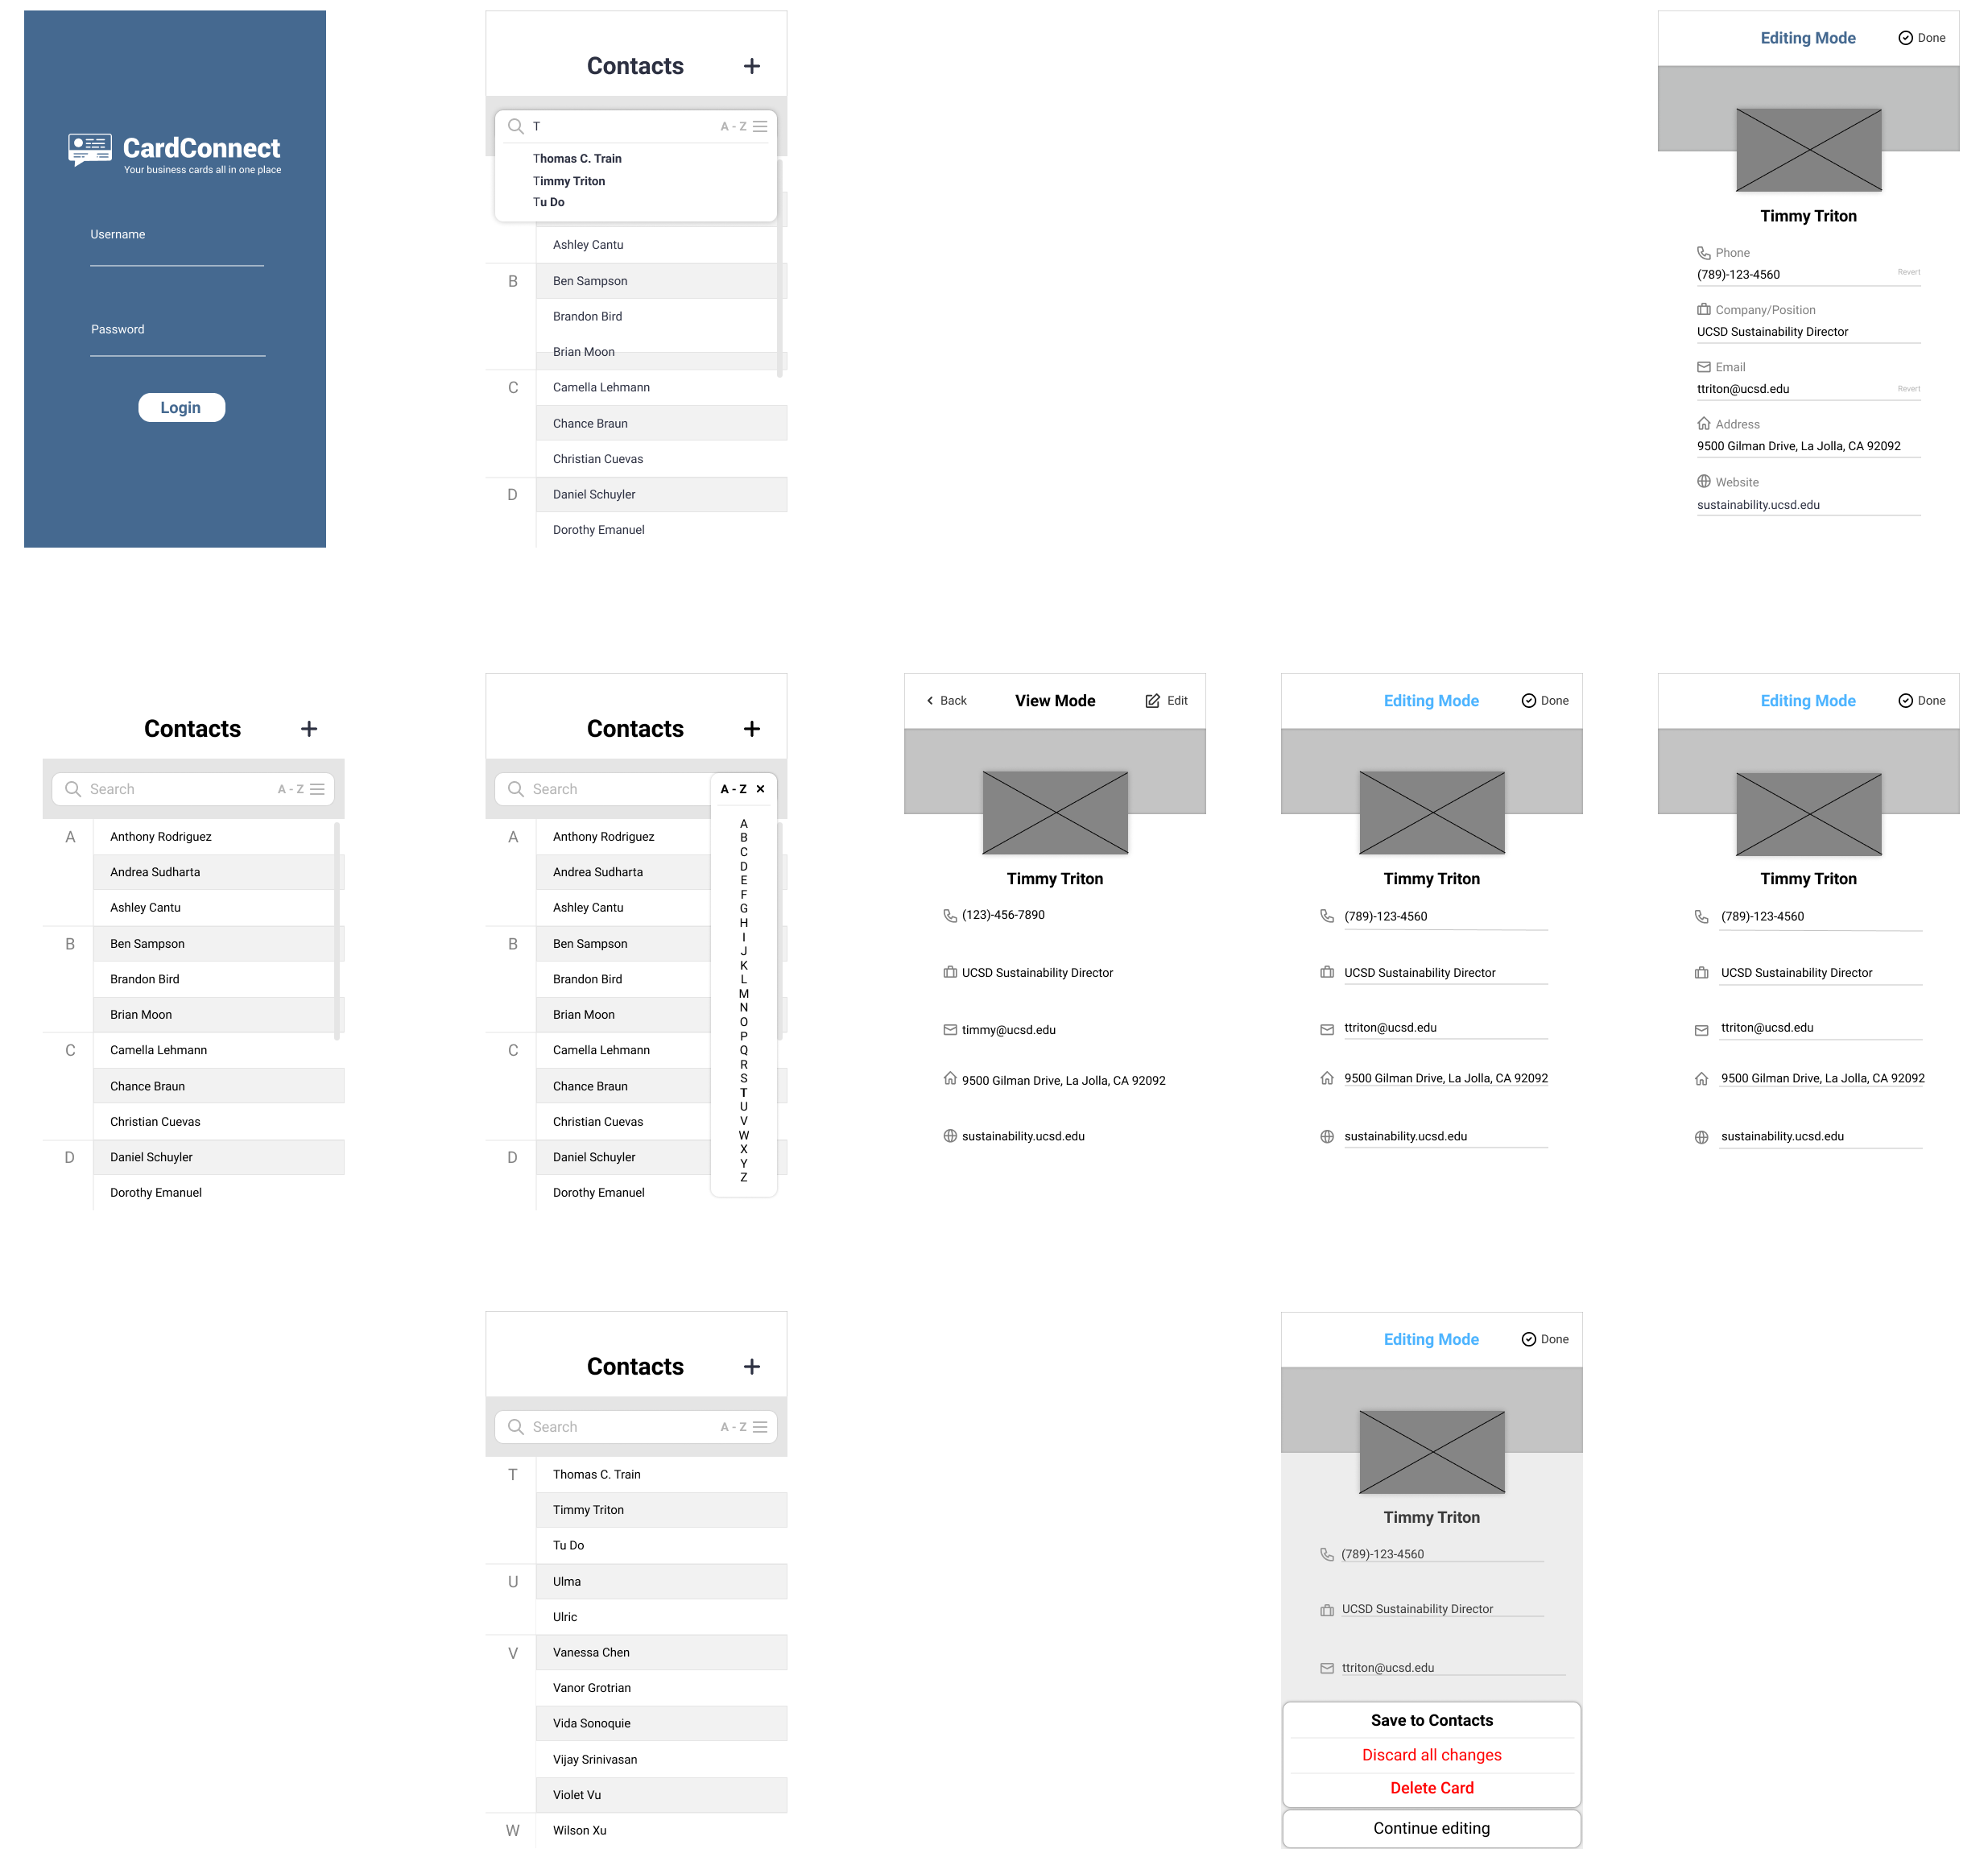 CardConnect
Your business cards all in one place
Username
Password
Login
Contacts +
T A - Z
Thomas C. Train
Timmy Triton
Tu Do
Ashley Cantu
B Ben Sampson
Brandon Bird
Brian Moon
C Camella Lehmann
Chance Braun
Christian Cuevas
D Daniel Schuyler
Dorothy Emanuel
Editing Mode Done
Timmy Triton
Phone
(789)-123-4560 Revert
Company/Position
UCSD Sustainability Director
Email
ttriton@ucsd.edu Revert
Address
9500 Gilman Drive, La Jolla, CA 92092
Website
sustainability.ucsd.edu
Contacts +
Search A - Z
A Anthony Rodriguez
Andrea Sudharta
Ashley Cantu
B Ben Sampson
Brandon Bird
Brian Moon
C Camella Lehmann
Chance Braun
Christian Cuevas
D Daniel Schuyler
Dorothy Emanuel
Contacts +
Search
A Anthony Rodriguez
Andrea Sudharta
Ashley Cantu
B Ben Sampson
Brandon Bird
Brian Moon
C Camella Lehmann
Chance Braun
Christian Cuevas
D Daniel Schuyler
Dorothy Emanuel
A - Z ×
A
B
C
D
E
F
G
H
I
J
K
L
M
N
O
P
Q
R
S
T
U
V
W
X
Y
Z
Back View Mode Edit
Timmy Triton
(123)-456-7890
UCSD Sustainability Director
timmy@ucsd.edu
9500 Gilman Drive, La Jolla, CA 92092
sustainability.ucsd.edu
Editing Mode Done
Timmy Triton
(789)-123-4560
UCSD Sustainability Director
ttriton@ucsd.edu
9500 Gilman Drive, La Jolla, CA 92092
sustainability.ucsd.edu
Editing Mode Done
Timmy Triton
(789)-123-4560
UCSD Sustainability Director
ttriton@ucsd.edu
9500 Gilman Drive, La Jolla, CA 92092
sustainability.ucsd.edu
Contacts +
Search A - Z
T Thomas C. Train
Timmy Triton
Tu Do
U Ulma
Ulric
V Vanessa Chen
Vanor Grotrian
Vida Sonoquie
Vijay Srinivasan
Violet Vu
W Wilson Xu
Editing Mode Done
Timmy Triton
(789)-123-4560
UCSD Sustainability Director
ttriton@ucsd.edu
Save to Contacts
Discard all changes
Delete Card
Continue editing